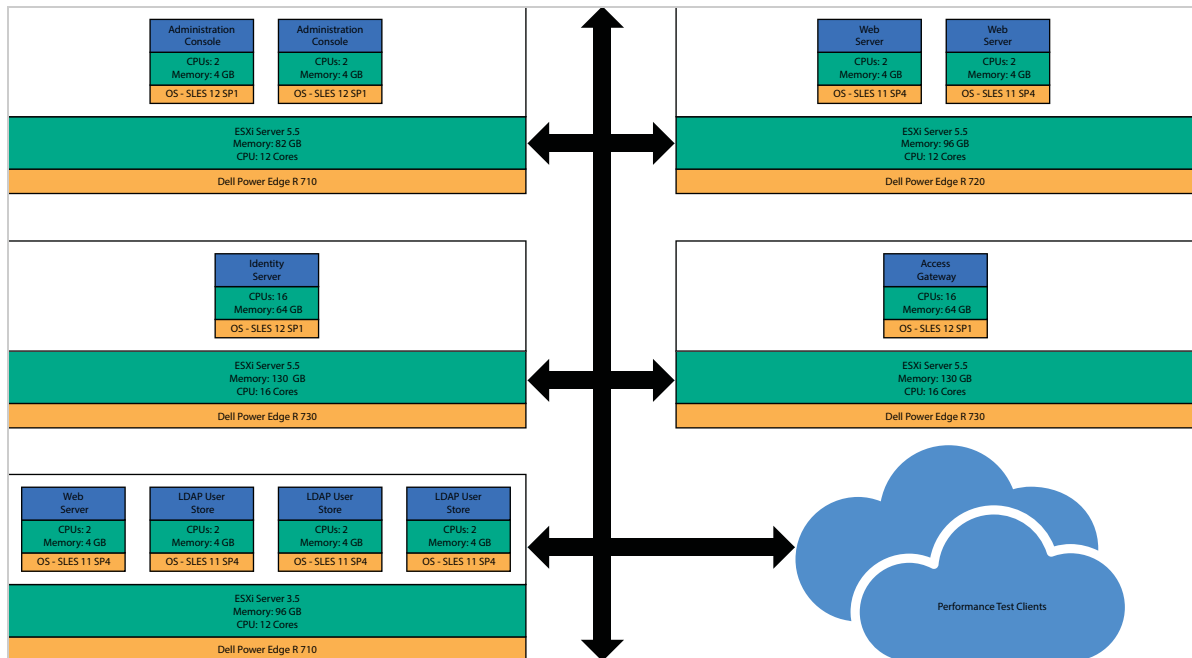 Administration
Console
CPUs: 2
Memory: 4 GB
OS - SLES 12 SP1
Administration
Console
CPUs: 2
Memory: 4 GB
OS - SLES 12 SP1
ESXi Server 5.5
Memory: 82 GB
CPU: 12 Cores
Dell Power Edge R 710
Web
Server
CPUs: 2
Memory: 4 GB
OS - SLES 11 SP4
Web
Server
CPUs: 2
Memory: 4 GB
OS - SLES 11 SP4
ESXi Server 5.5
Memory: 96 GB
CPU: 12 Cores
Dell Power Edge R 720
Identity
Server
CPUs: 16
Memory: 64 GB
OS - SLES 12 SP1
ESXi Server 5.5
Memory: 130 GB
CPU: 16 Cores
Dell Power Edge R 730
Access
Gateway
CPUs: 16
Memory: 64 GB
OS - SLES 12 SP1
ESXi Server 5.5
Memory: 130 GB
CPU: 16 Cores
Dell Power Edge R 730
Web
Server
CPUs: 2
Memory: 4 GB
OS - SLES 11 SP4
LDAP User
Store
CPUs: 2
Memory: 4 GB
OS - SLES 11 SP4
LDAP User
Store
CPUs: 2
Memory: 4 GB
OS - SLES 11 SP4
LDAP User
Store
CPUs: 2
Memory: 4 GB
OS - SLES 11 SP4
ESXi Server 3.5
Memory: 96 GB
CPU: 12 Cores
Dell Power Edge R 710
Performance Test Clients